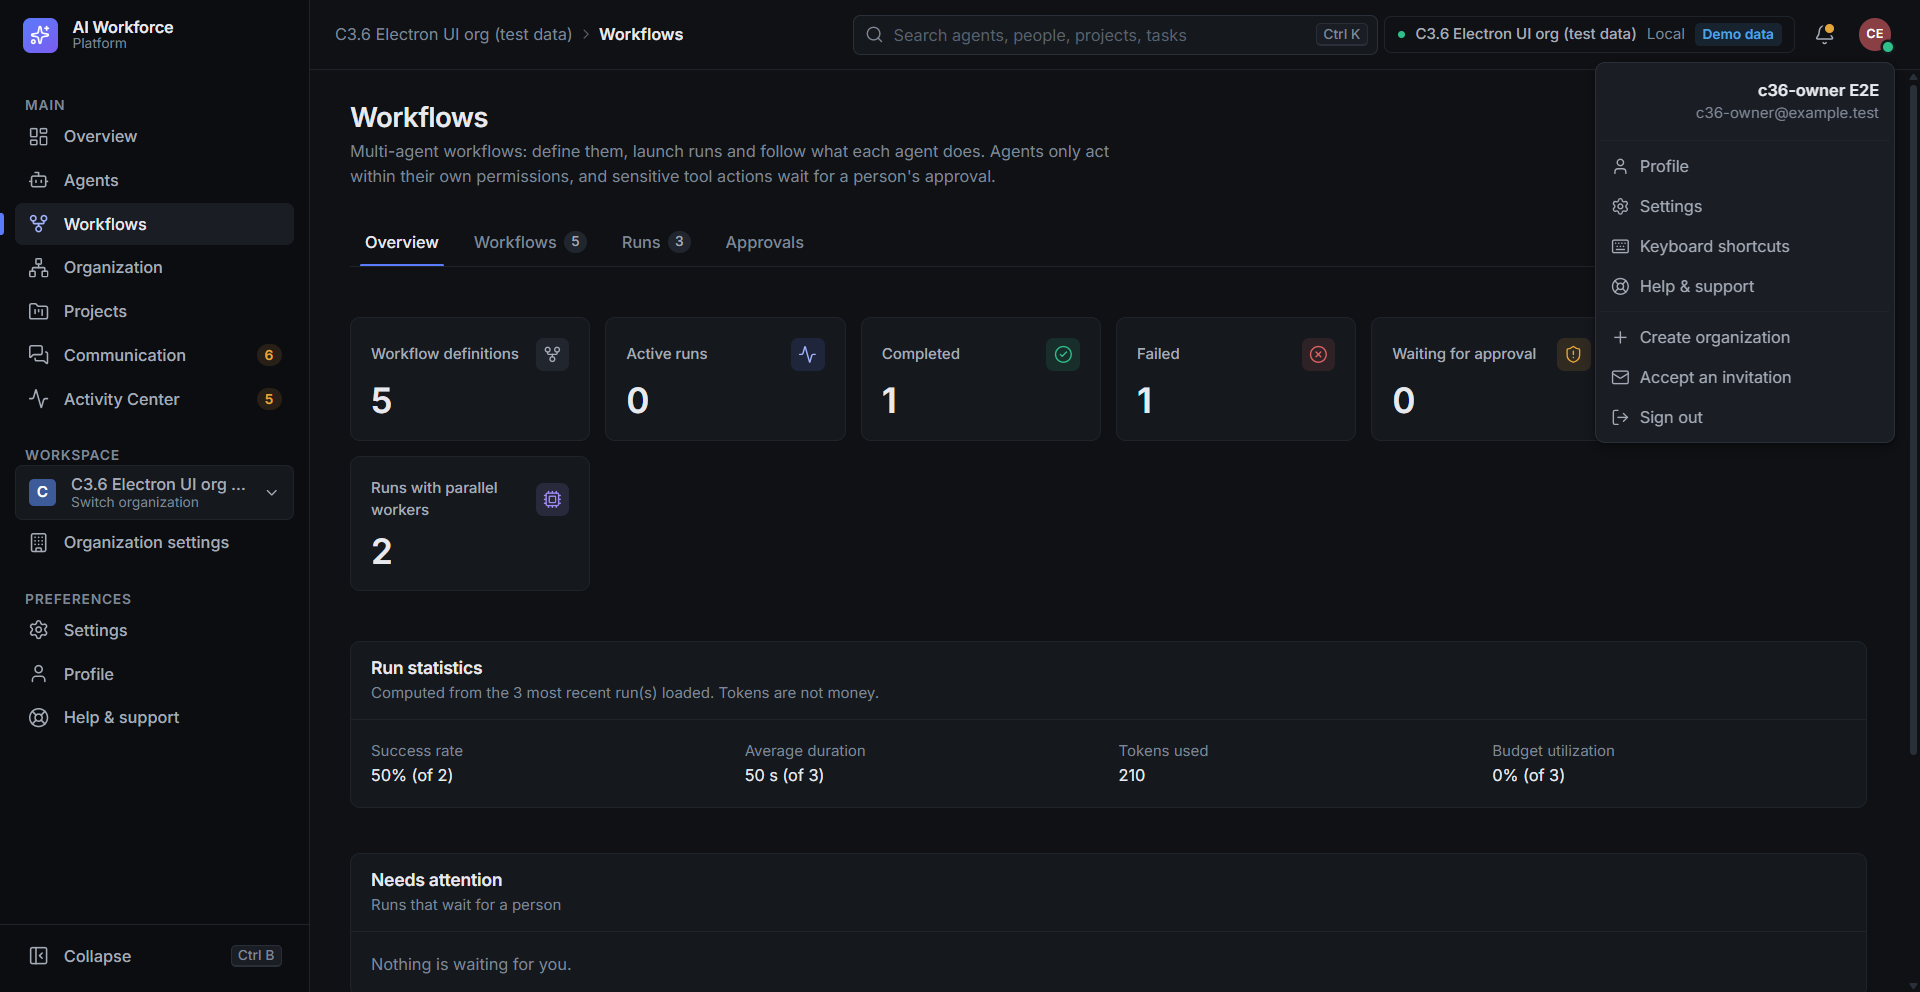 AI Workforce
Platform
MAIN
Overview
Agents
Workflows
Organization
Projects
Communication 6
Activity Center 5
WORKSPACE
C
C3.6 Electron UI org ...
Switch organization
Organization settings
PREFERENCES
Settings
Profile
Help & support
Collapse Ctrl B
C3.6 Electron UI org (test data) > Workflows
Search agents, people, projects, tasks Ctrl K
C3.6 Electron UI org (test data) Local Demo data
CE
Workflows
Multi-agent workflows: define them, launch runs and follow what each agent does. Agents only act
within their own permissions, and sensitive tool actions wait for a person's approval.
Overview Workflows 5 Runs 3 Approvals
Workflow definitions
5
Active runs
0
Completed
1
Failed
1
Waiting for approval
0
Runs with parallel
workers
2
Run statistics
Computed from the 3 most recent run(s) loaded. Tokens are not money.
Success rate
50% (of 2)
Average duration
50 s (of 3)
Tokens used
210
Budget utilization
0% (of 3)
Needs attention
Runs that wait for a person
Nothing is waiting for you.
c36-owner E2E
c36-owner@example.test
Profile
Settings
Keyboard shortcuts
Help & support
Create organization
Accept an invitation
Sign out